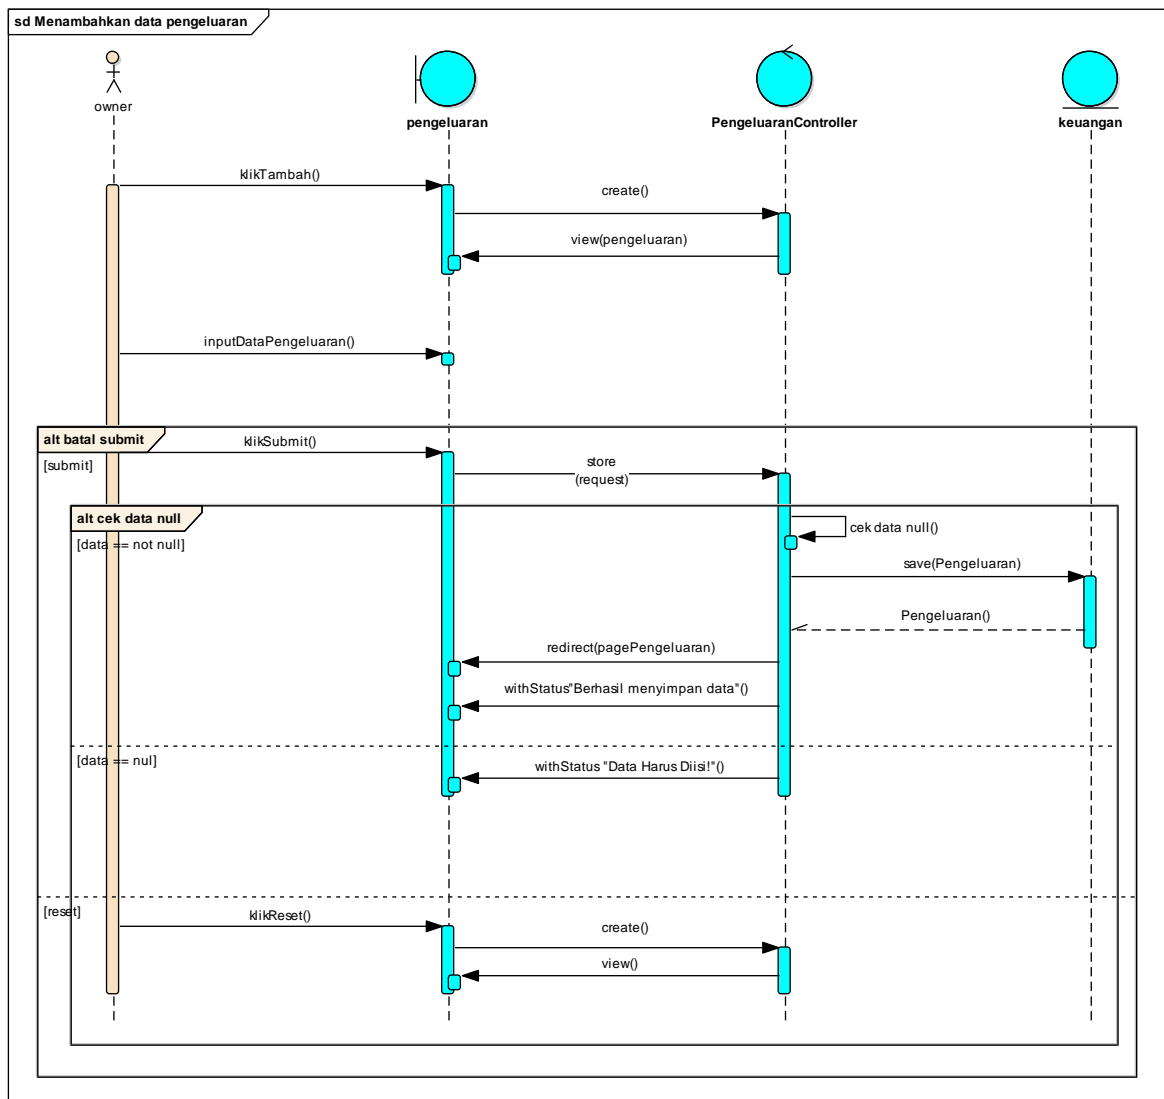 sd Menambahkan data pengeluaran
owner
pengeluaran
PengeluaranController
keuangan
klikTambah()
create()
view(pengeluaran)
inputDataPengeluaran()
alt batal submit
klikSubmit()
[submit]
store
(request)
alt cek data null
cek data null()
[data == not null]
save(Pengeluaran)
Pengeluaran()
redirect(pagePengeluaran)
withStatus"Berhasil menyimpan data"()
[data == nul]
withStatus "Data Harus Diisi!"()
[reset]
klikReset()
create()
view()